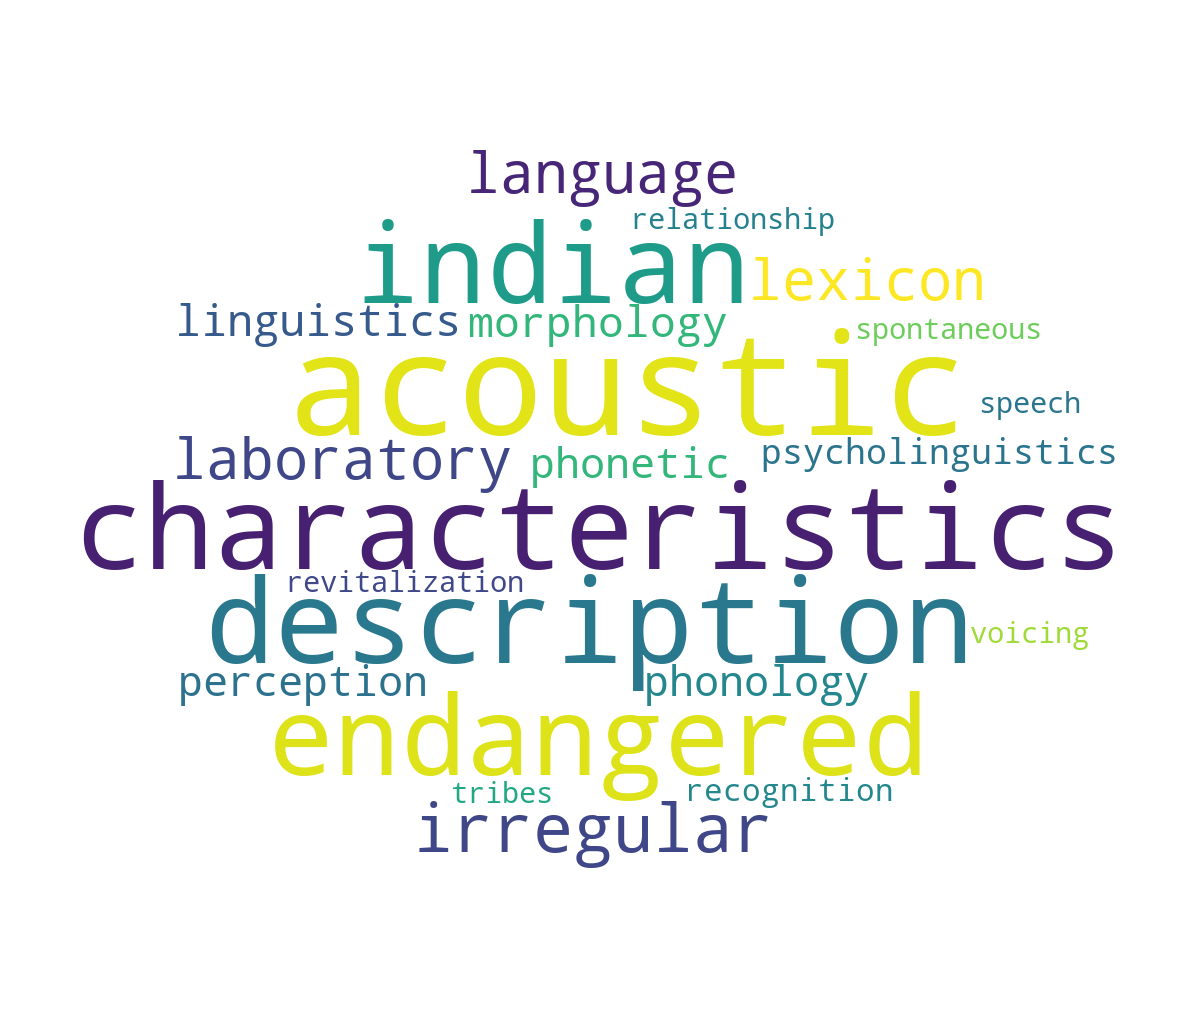 language
relationship
indian
lexicon
linguistics
morphology
spontaneous
acoustic
speech
laboratory
phonetic
psycholinguistics
characteristics
revitalization
description
voicing
perception
phonology
endangered
tribes
recognition
irregular